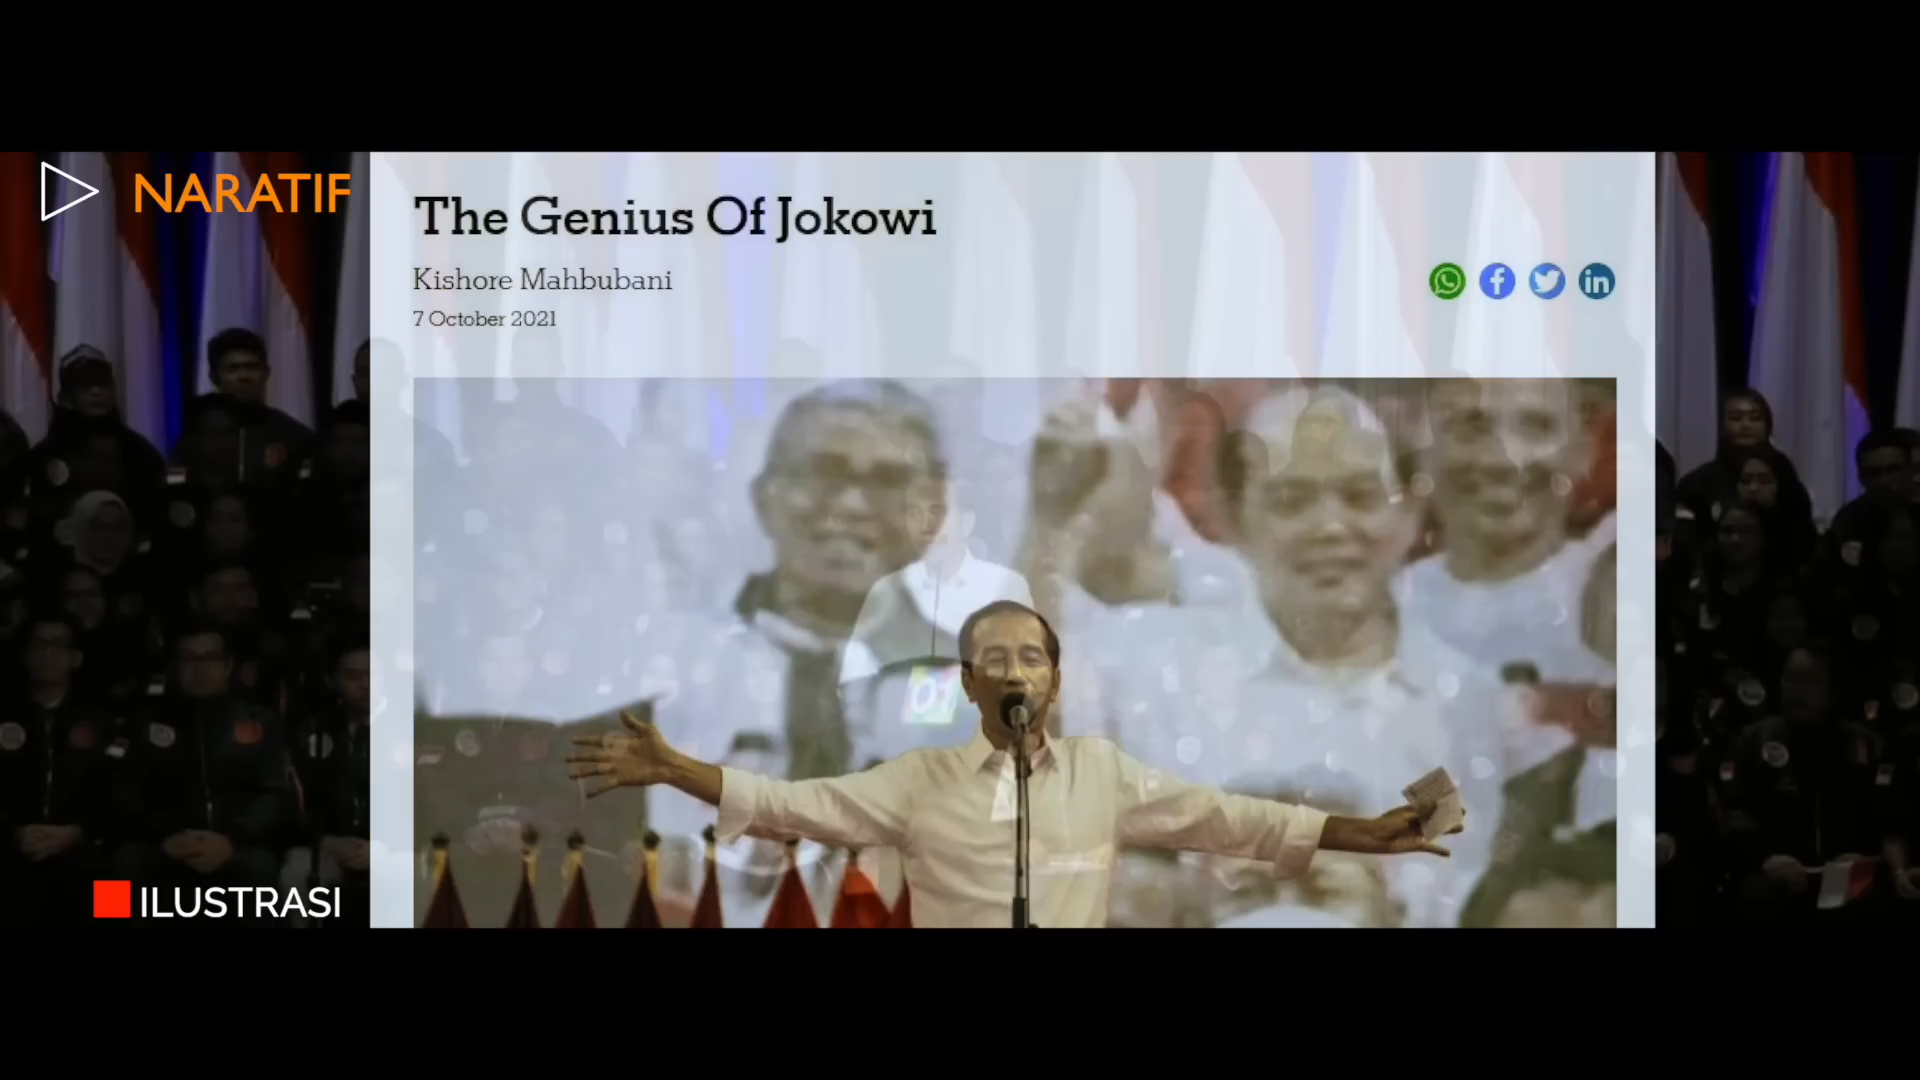 NARATIF
The Genius Of Jokowi
Kishore Mahbubani
7 October 2021
01
ILUSTRASI